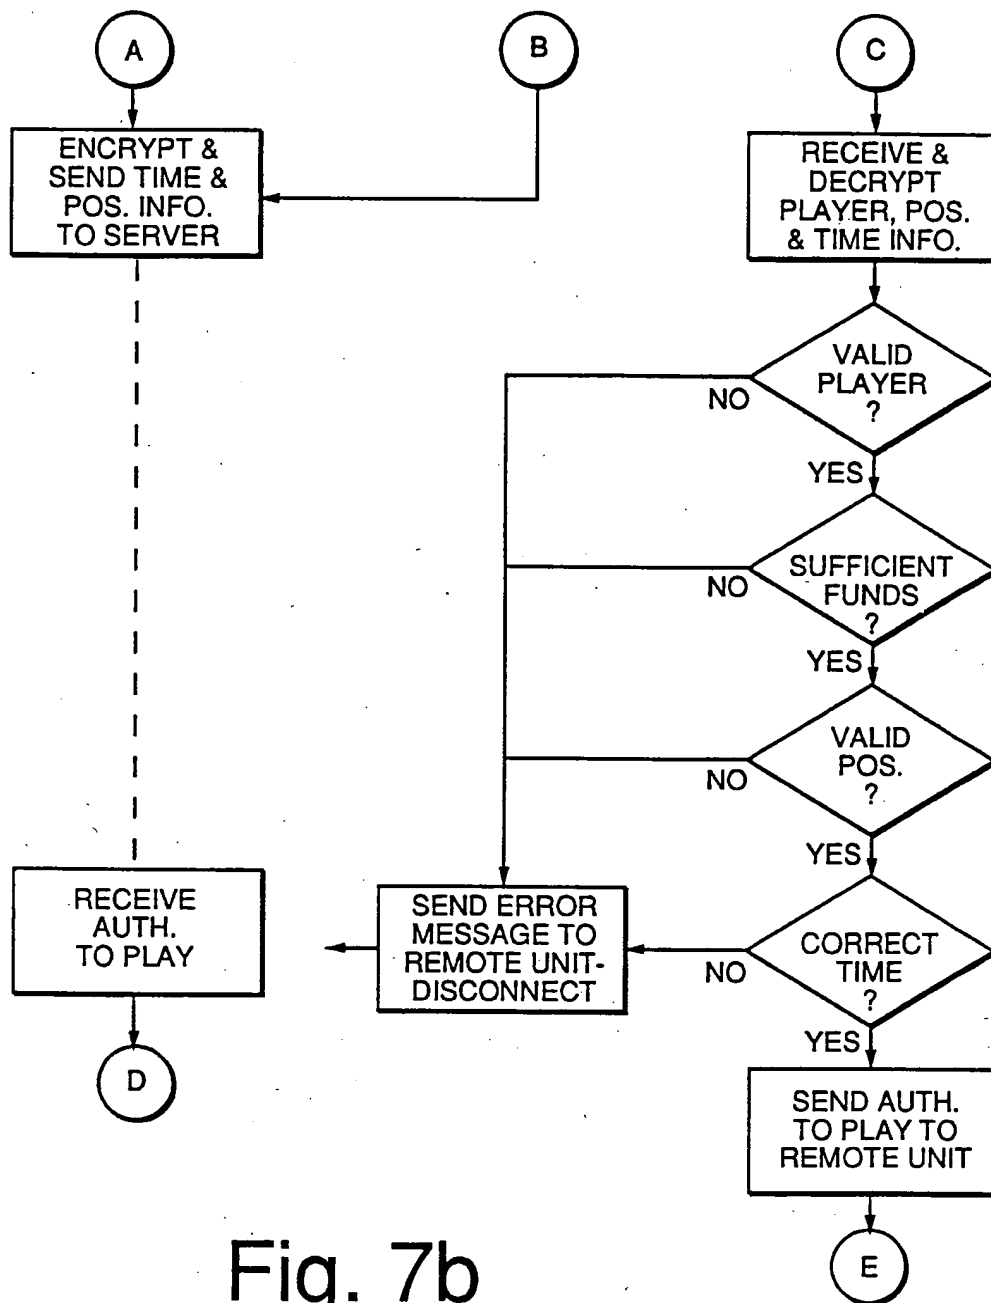 A
B
C
ENCRYPT &
SEND TIME &
POS. INFO.
TO SERVER
RECEIVE &
DECRYPT
PLAYER, POS.
& TIME INFO.
VALID
PLAYER
?
NO
YES
SUFFICIENT
FUNDS
?
NO
YES
VALID
POS.
?
NO
YES
RECEIVE
AUTH.
TO PLAY
SEND ERROR
MESSAGE TO
REMOTE UNIT-
DISCONNECT
CORRECT
TIME
?
NO
YES
D
SEND AUTH.
TO PLAY TO
REMOTE UNIT
E
Fig. 7b